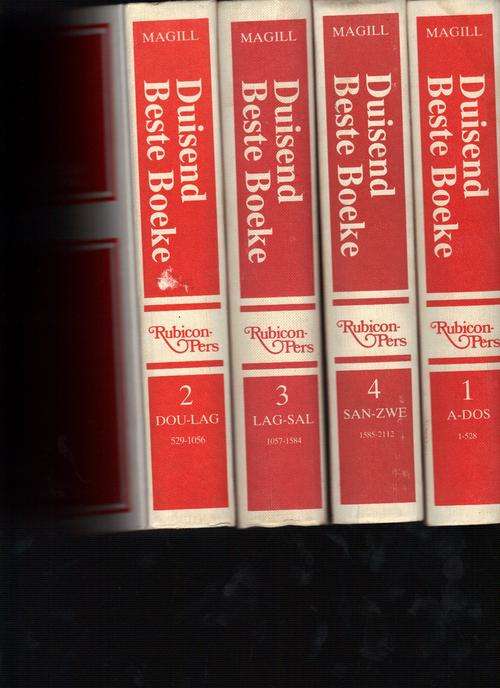 MAGILL
Duisend
Beste Boeke
Rubicon-
Pers
2
DOU-LAG
529-1056
MAGILL
Duisend
Beste Boeke
Rubicon-
Pers
3
LAG-SAL
1057-1584
MAGILL
Duisend
Beste Boeke
Rubicon-
Pers
4
SAN-ZWE
1585-2112
MAGILL
Duisend
Beste Boeke
Rubicon-
Pers
1
A-DOS
1-528